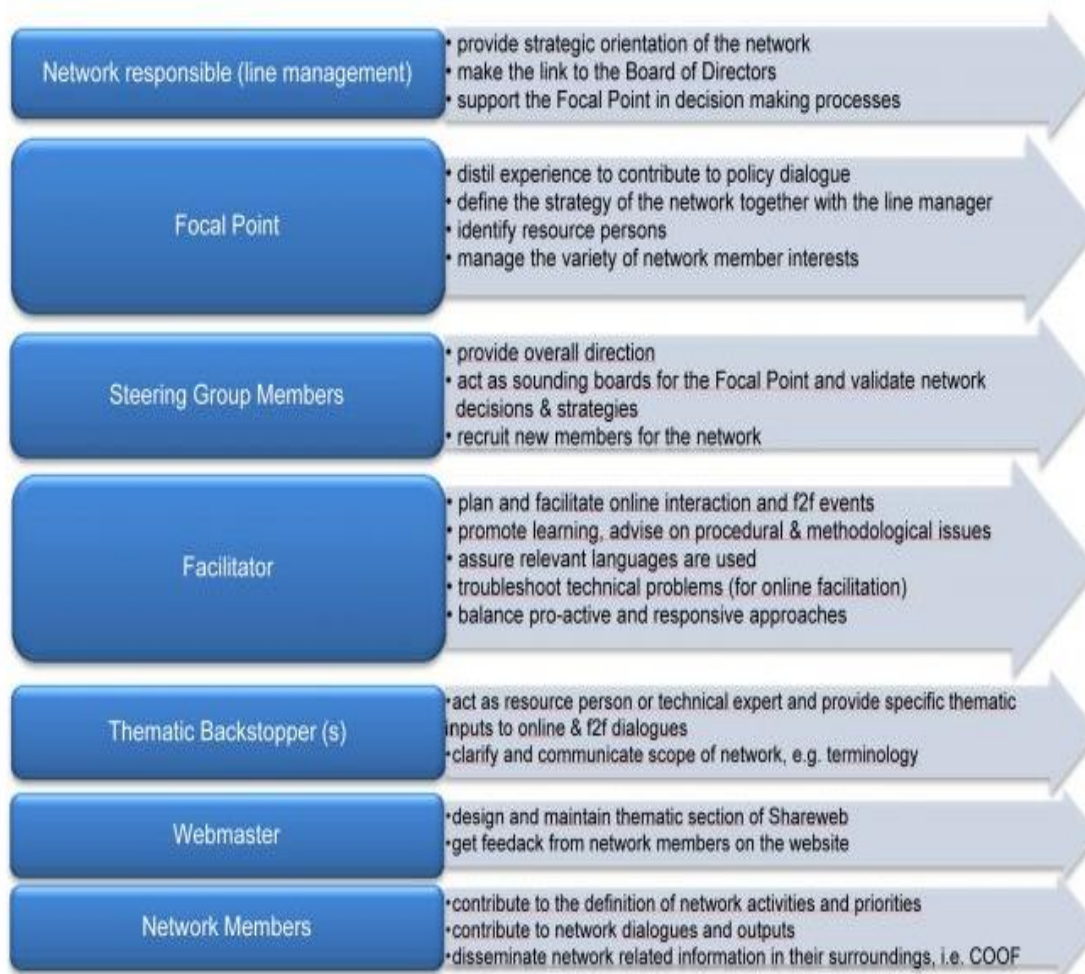 Network responsible (line management)
• provide strategic orientation of the network
• make the link to the Board of Directors
• support the Focal Point in decision making processes
Focal Point
• distil experience to contribute to policy dialogue
• define the strategy of the network together with the line manager
• identify resource persons
• manage the variety of network member interests
Steering Group Members
• provide overall direction
• act as sounding boards for the Focal Point and validate network
decisions & strategies
• recruit new members for the network
Facilitator
• plan and facilitate online interaction and f2f events
• promote learning, advise on procedural & methodological issues
• assure relevant languages are used
• troubleshoot technical problems (for online facilitation)
• balance pro-active and responsive approaches
Thematic Backstopper (s)
•act as resource person or technical expert and provide specific thematic
inputs to online & f2f dialogues
•clarify and communicate scope of network, e.g. terminology
Webmaster
•design and maintain thematic section of Shareweb
•get feedack from network members on the website
Network Members
•contribute to the definition of network activities and priorities
•contribute to network dialogues and outputs
•disseminate network related information in their surroundings, i.e. COOF